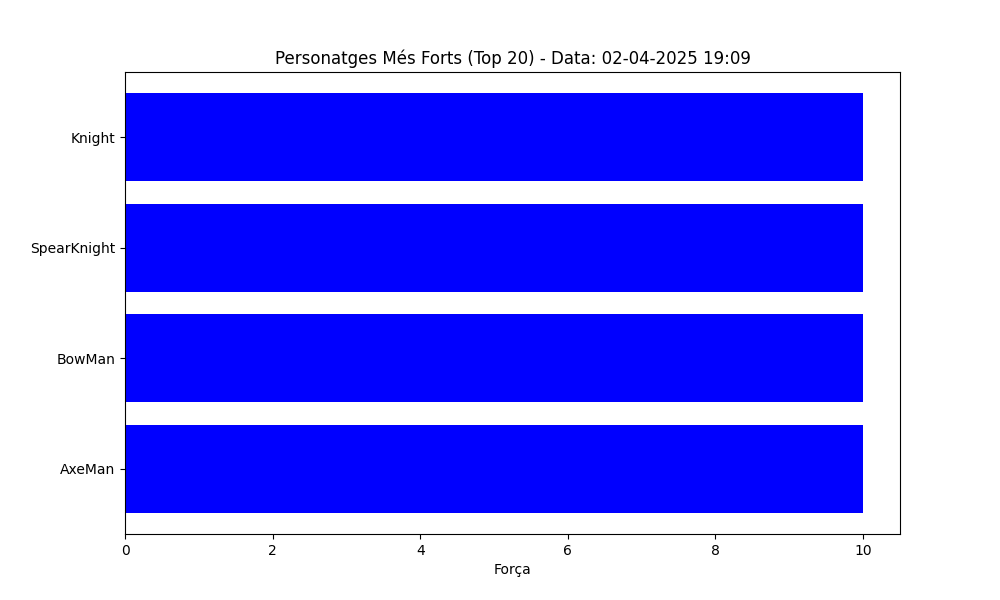 Personatges Més Forts (Top 20) - Data: 02-04-2025 19:09
Knight
SpearKnight
BowMan
AxeMan
0 2 4 6 8 10
Força